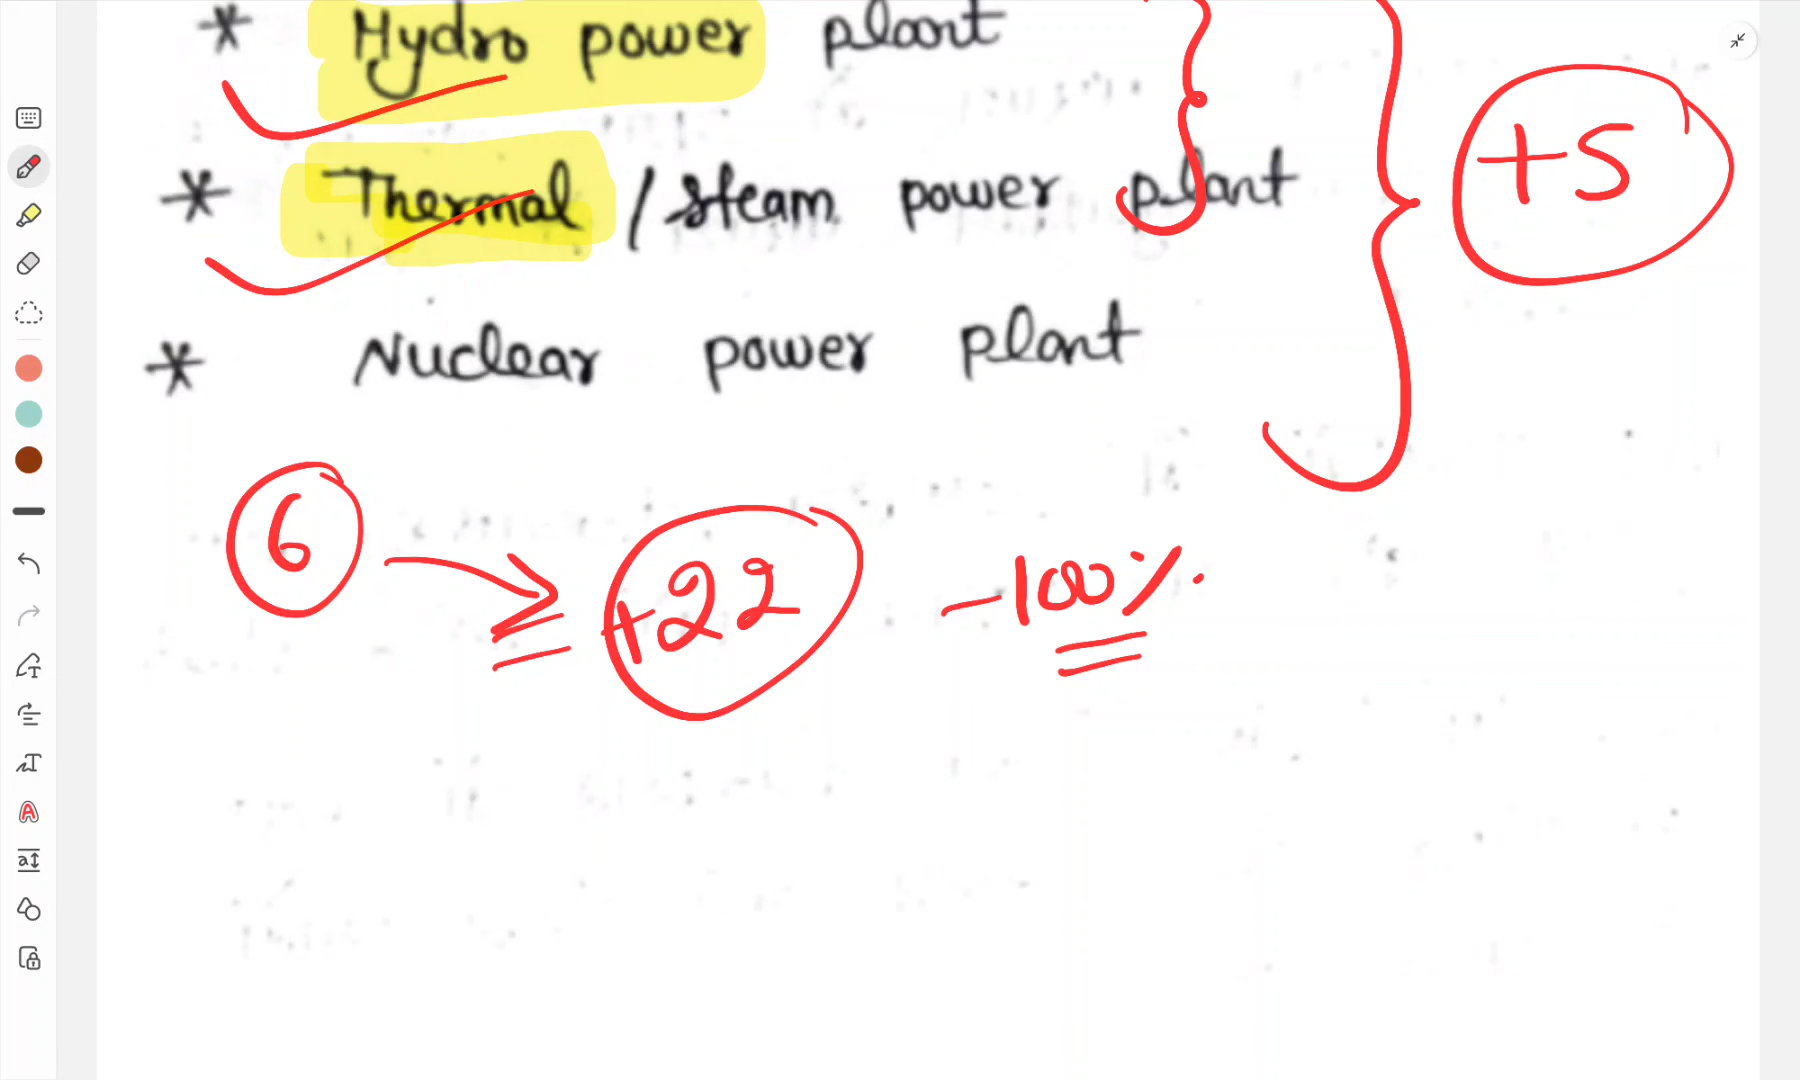 * Hydro power plant
+5
* Thermal / Steam power plant
* Nuclear power plant
6 → +22 - 100%